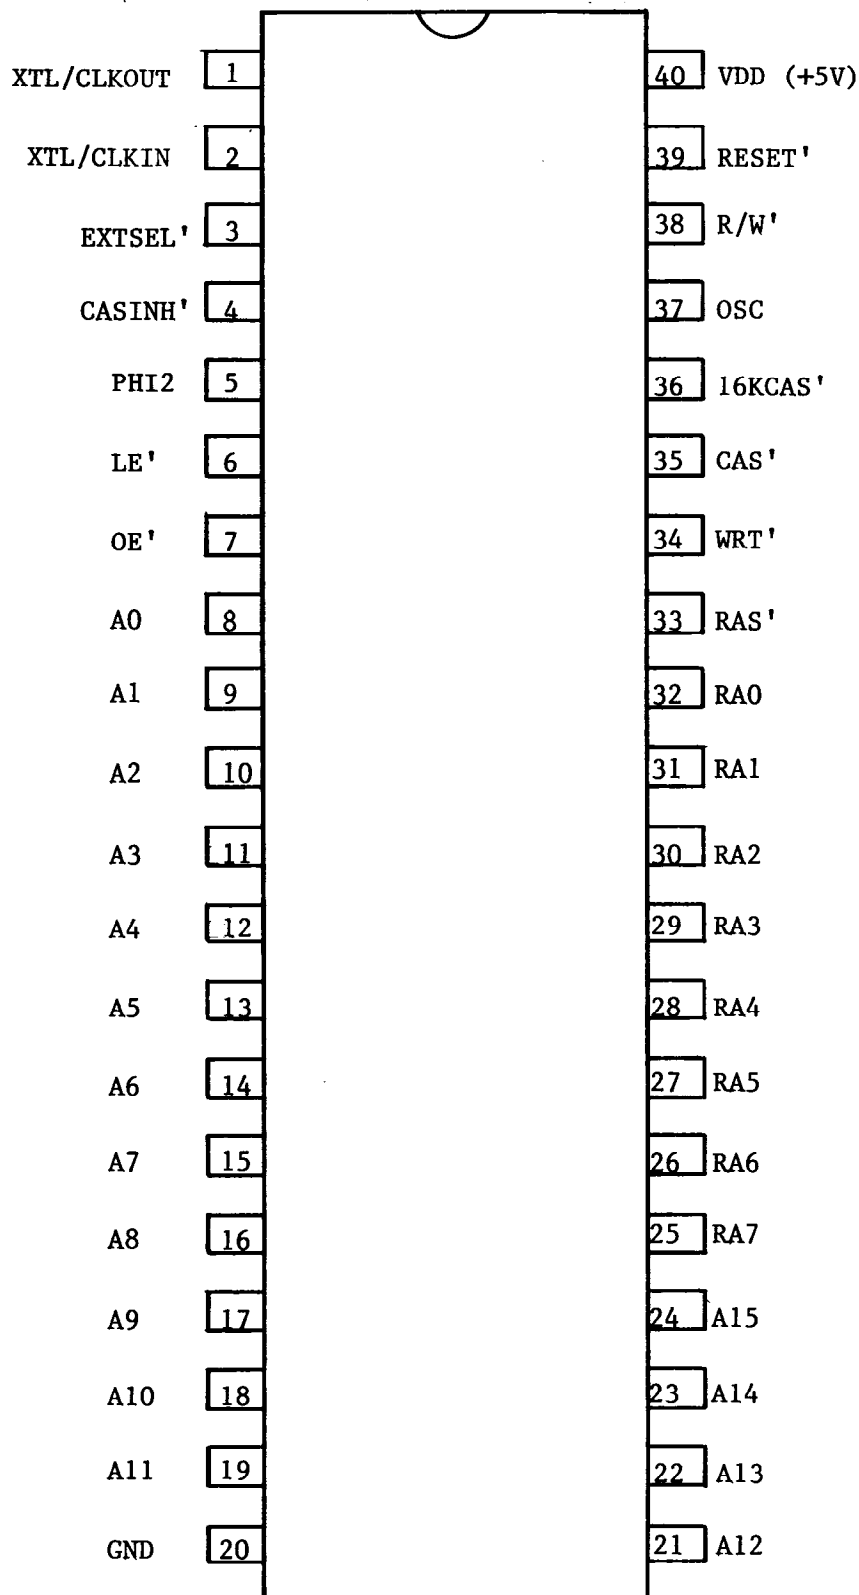 XTL/CLKOUT 1 40 VDD (+5V)
XTL/CLKIN 2 39 RESET'
EXTSEL' 3 38 R/W'
CASINH' 4 37 OSC
PHI2 5 36 16KCAS'
LE' 6 35 CAS'
OE' 7 34 WRT'
A0 8 33 RAS'
A1 9 32 RA0
A2 10 31 RA1
A3 11 30 RA2
A4 12 29 RA3
A5 13 28 RA4
A6 14 27 RA5
A7 15 26 RA6
A8 16 25 RA7
A9 17 24 A15
A10 18 23 A14
A11 19 22 A13
GND 20 21 A12